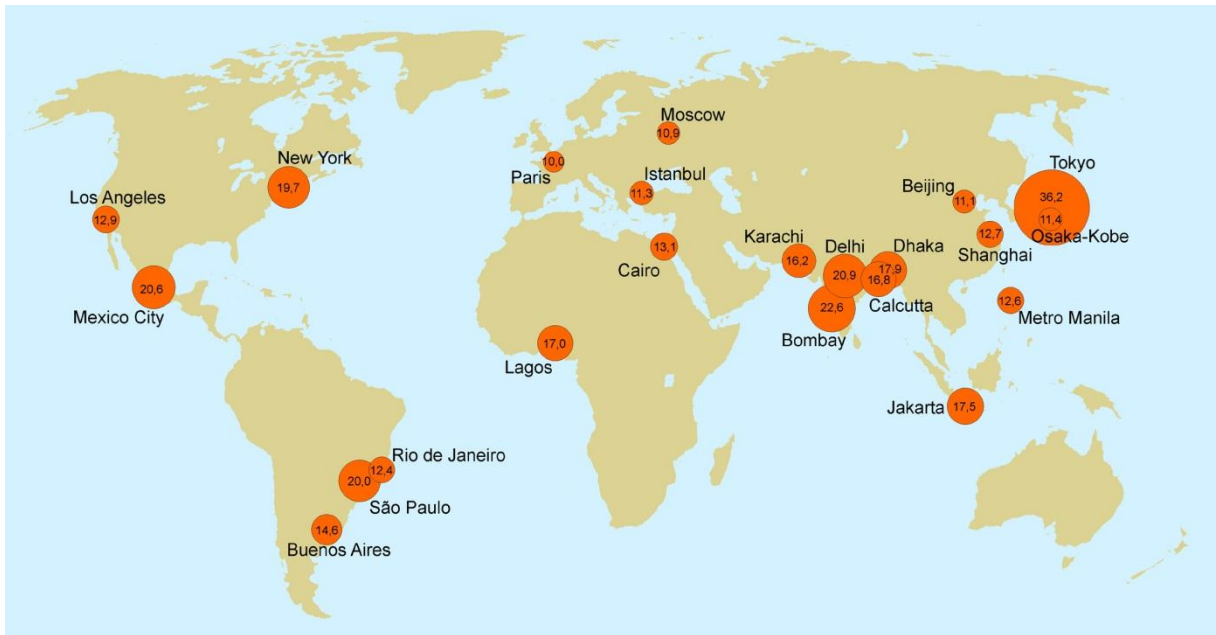 Moscow
10,9
New York
19,7
Paris
10,0
Istanbul
11,3
Tokyo
36,2
Los Angeles
12,9
Beijing
11,1
11,4
Osaka-Kobe
Shanghai
12,7
Karachi
16,2
Delhi
20,9
Dhaka
17,9
Cairo
13,1
16,8
Calcutta
Mexico City
20,6
Bombay
22,6
12,6
Metro Manila
Lagos
17,0
Jakarta
17,5
Rio de Janeiro
12,4
20,0
São Paulo
14,6
Buenos Aires